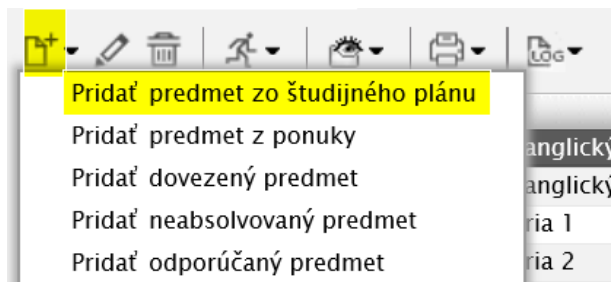 LOG
Pridať predmet zo študijného plánu
Pridať predmet z ponuky
anglický
Pridať dovezený predmet
anglický
Pridať neabsolvovaný predmet
ria 1
Pridať odporúčaný predmet
ria 2